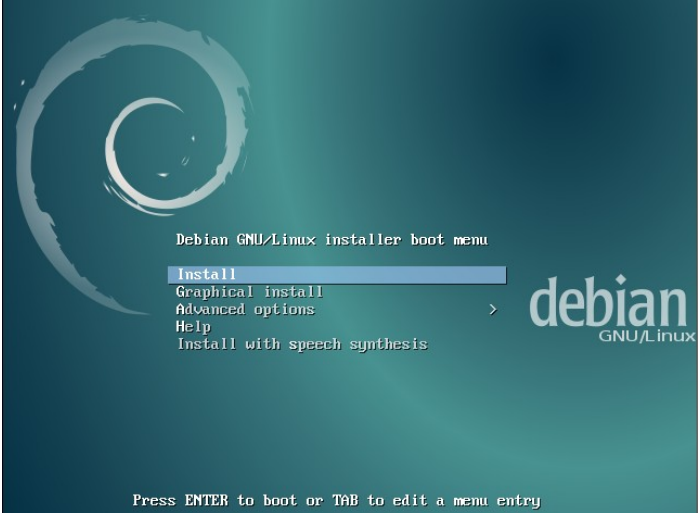 Debian GNU/Linux installer boot menu
Install
Graphical install
Advanced options >
Help
Install with speech synthesis
debian
GNU/Linux
Press ENTER to boot or TAB to edit a menu entry